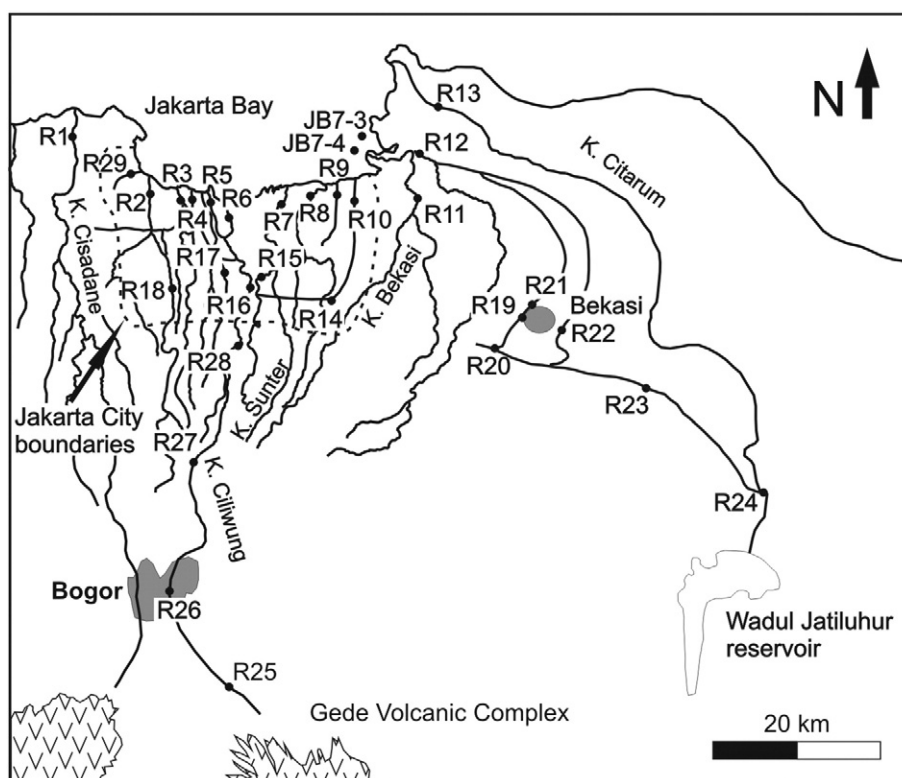 R13
Jakarta Bay
N
JB7-3
R1
JB7-4
R12
K. Citarum
R29
R3
R5
R9
R2
R4
R6
R7
R8
R10
R11
K. Cisadane
R17
R15
K. Bekasi
R18
R16
R14
R21
R19
Bekasi
R22
R28
R20
K. Sunter
R23
Jakarta City
boundaries
R27
K. Ciliwung
R24
Bogor
R26
Wadul Jatiluhur
reservoir
R25
Gede Volcanic Complex
20 km